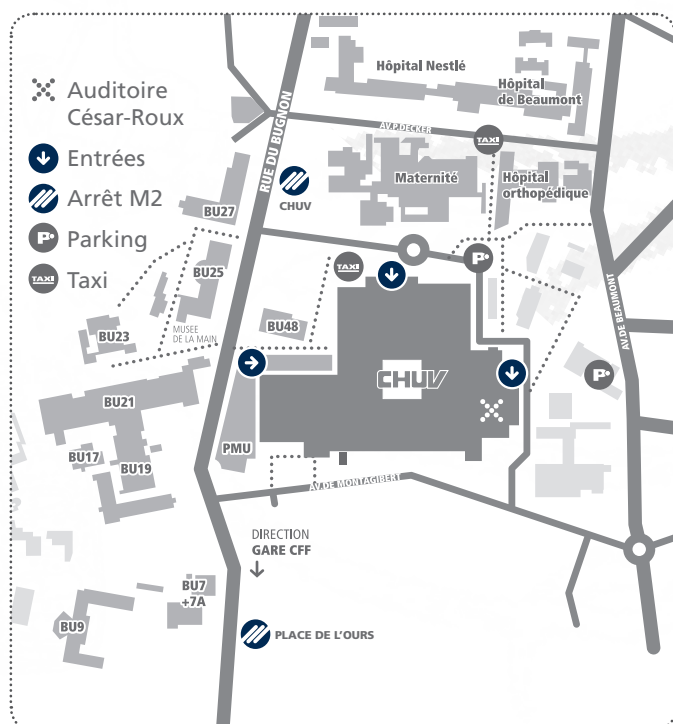 Auditoire
César-Roux
Entrées
Arrêt M2
P
Parking
TAXI
Taxi
Hôpital Nestlé
Hôpital
de Beaumont
AV.P.DECKER
TAXI
RUE DU BUGNON
Maternité
Hôpital
orthopédique
CHUV
BU27
BU25
TAXI
P
BU48
BU23
MUSEE
DE LA MAIN
AV.DE BEAUMONT
CHUV
P
BU21
PMU
BU17
BU19
AV.DE MONTAGIBERT
DIRECTION
GARE CFF
BU7
+7A
BU9
PLACE DE L'OURS